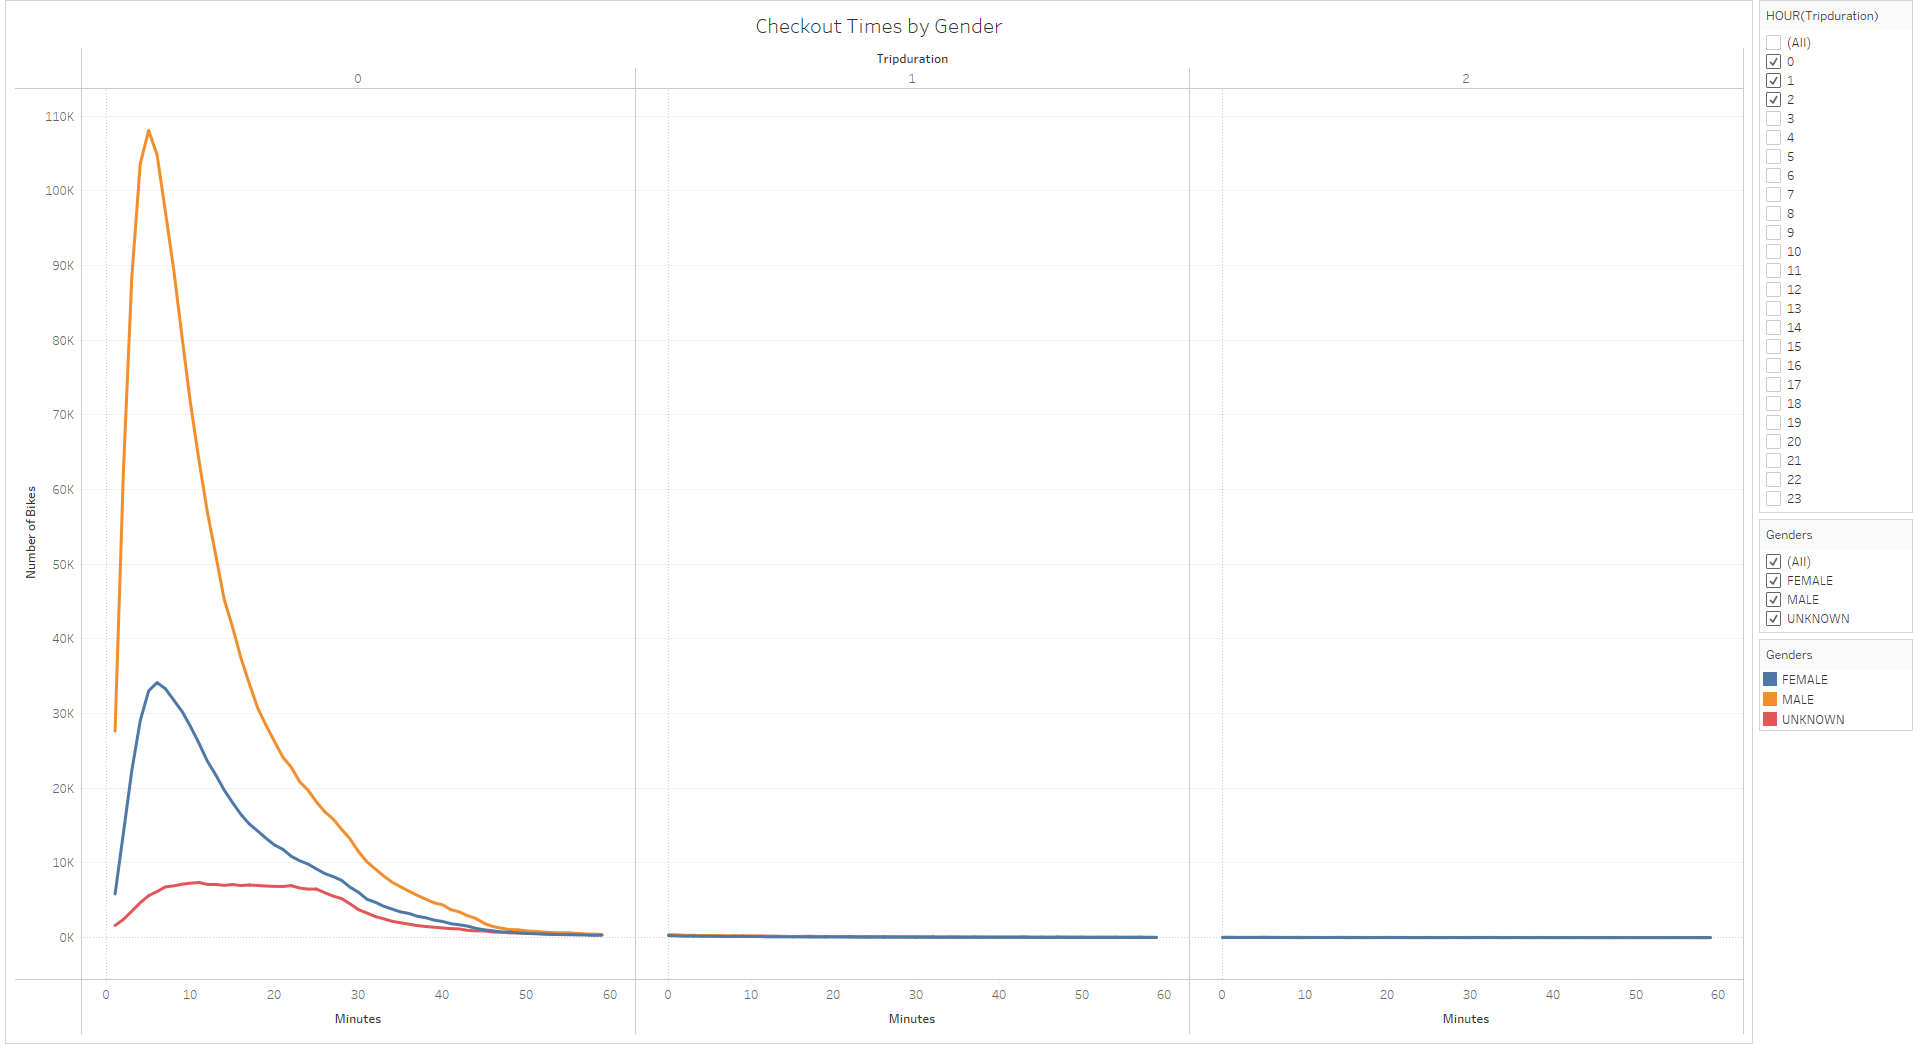 Checkout Times by Gender
Tripduration
0 1 2
110K
100K
90K
80K
70K
60K
50K
40K
30K
20K
10K
0K
Number of Bikes
0 10 20 30 40 50 60 0 10 20 30 40 50 60 0 10 20 30 40 50 60
Minutes Minutes Minutes
HOUR(Tripduration)
(All)
0
1
2
3
4
5
6
7
8
9
10
11
12
13
14
15
16
17
18
19
20
21
22
23
Genders
(All)
FEMALE
MALE
UNKNOWN
Genders
FEMALE
MALE
UNKNOWN